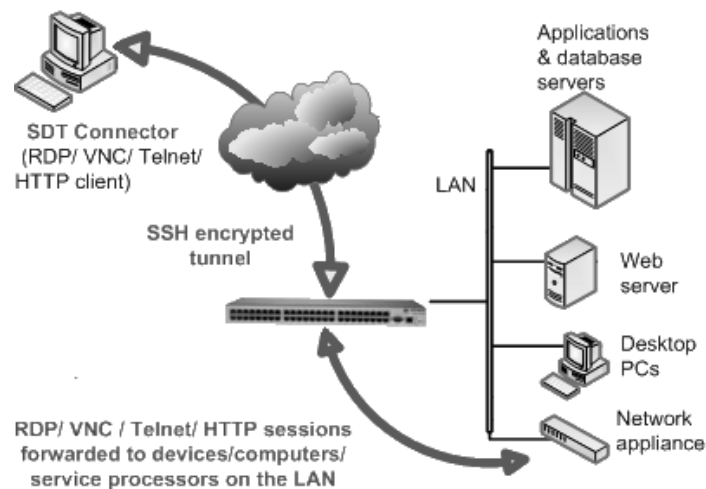 Applications
& database
servers
SDT Connector
(RDP/ VNC/ Telnet/
HTTP client)
LAN
SSH encrypted
tunnel
Web
server
Desktop
PCs
Network
appliance
RDP/ VNC / Telnet/ HTTP sessions
forwarded to devices/computers/
service processors on the LAN